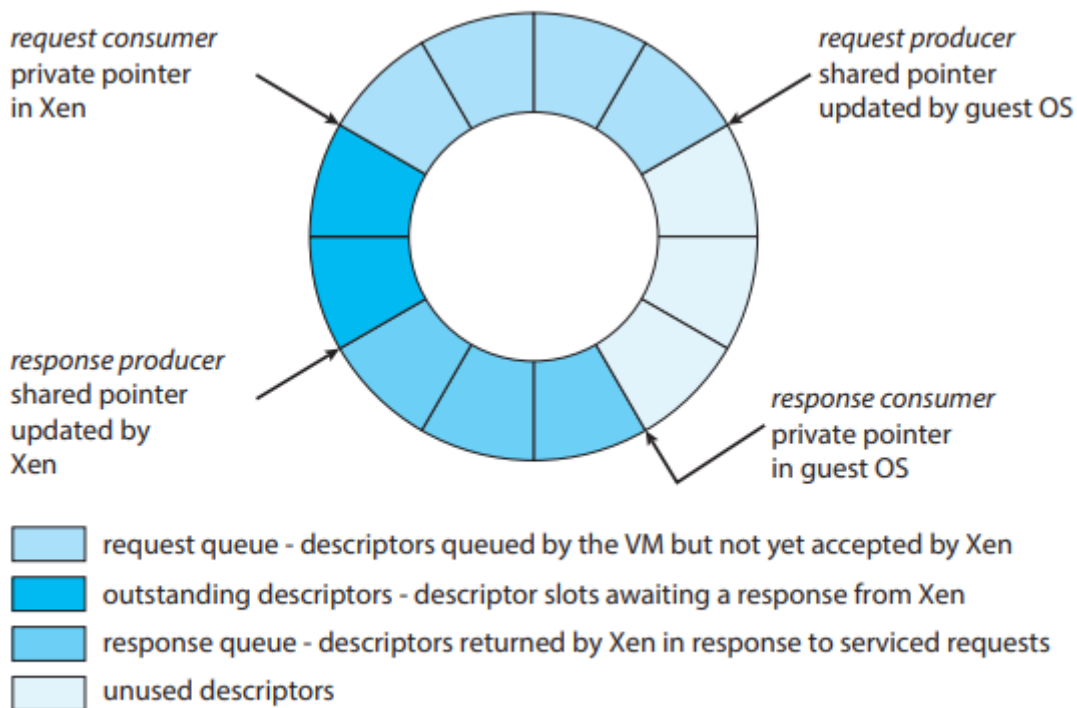 request consumer
private pointer
in Xen
request producer
shared pointer
updated by guest OS
response producer
shared pointer
updated by
Xen
response consumer
private pointer
in guest OS
request queue - descriptors queued by the VM but not yet accepted by Xen
outstanding descriptors - descriptor slots awaiting a response from Xen
response queue - descriptors returned by Xen in response to serviced requests
unused descriptors